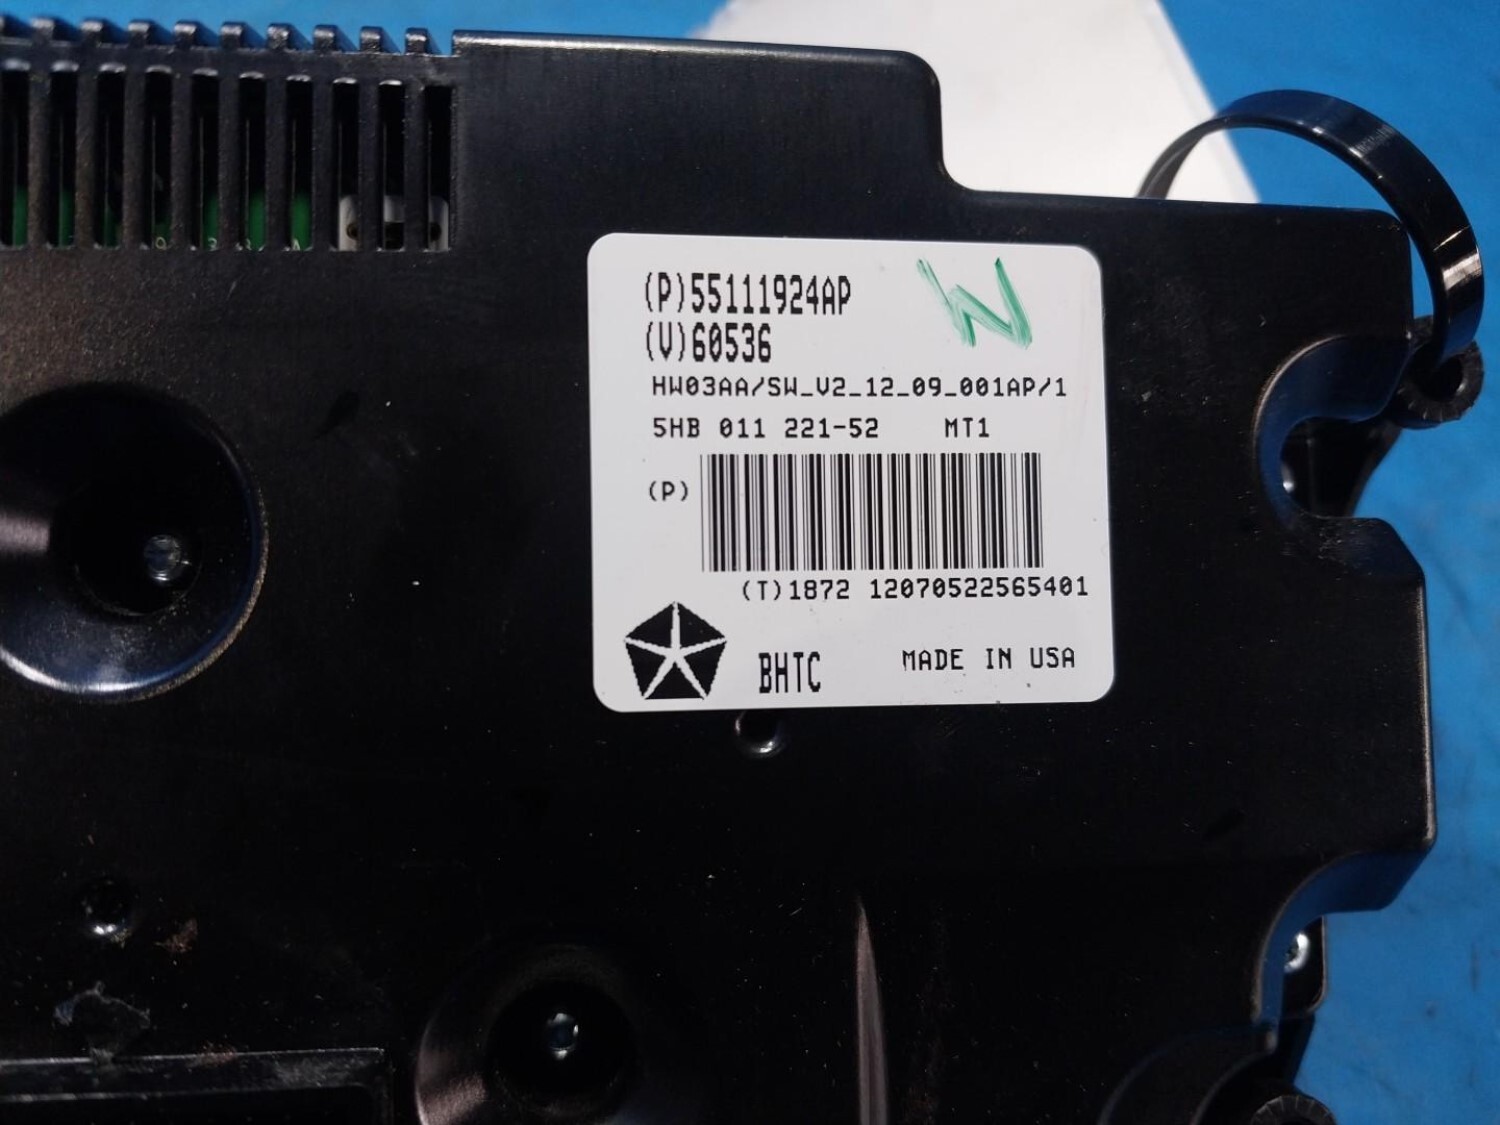 (P)55111924AP
(V)60536
HW03AA/SW_V2_12_09_001AP/1
5HB 011 221-52 MT1
(P)
(T)1872 12070522565401
BHTC MADE IN USA